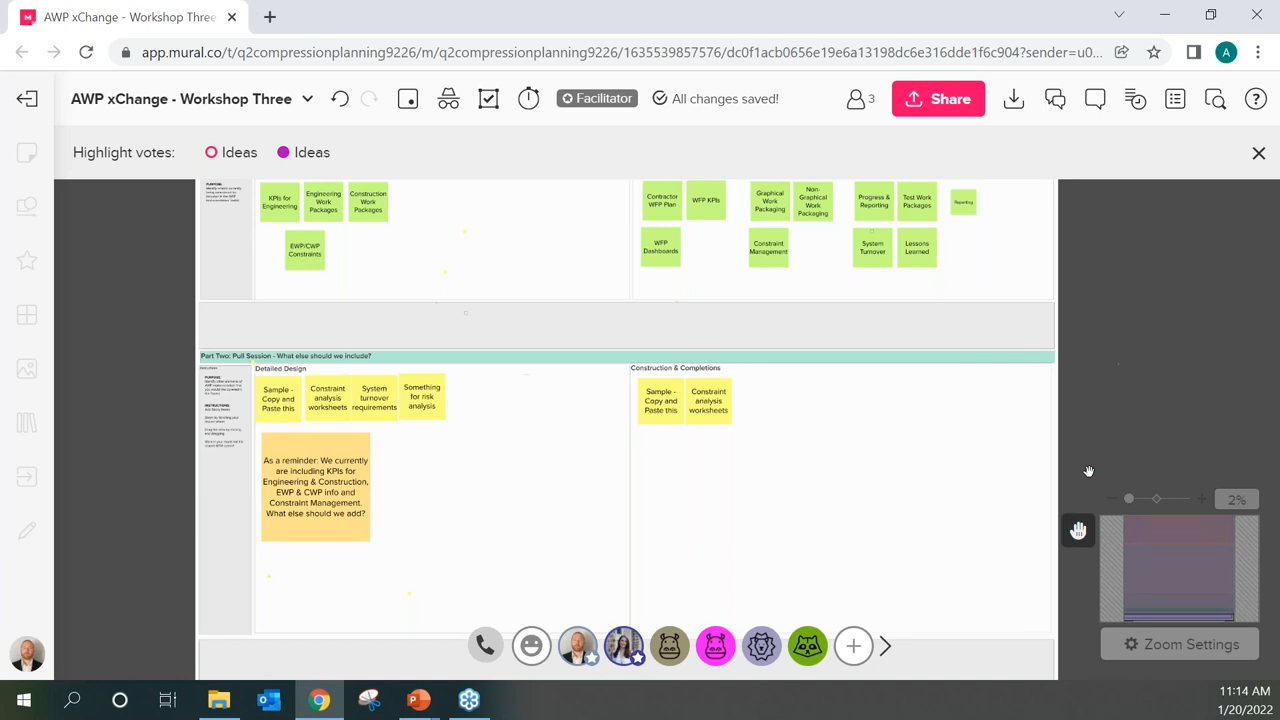 AWP xChange - Workshop Three
app.mural.co/t/q2compressionplanning9226/m/q2compressionplanning9226/1635539857576/dc0f1acb0656e19e6a13198dc6e316dde1f6c904?sender=u0...
A
AWP xChange - Workshop Three
Facilitator
All changes saved!
3
Share
Highlight votes:
Ideas
Ideas
PURPOSE:
KPIs for
Engineering
Engineering
Work
Packages
Construction
Work
Packages
EWP/CWP
Constraints
Contractor
WFP Plan
WFP KPIs
WFP
Dashboards
Graphical
Work
Packaging
Non-
Graphical
Work
Packaging
Constraint
Management
Progress &
Reporting
Test Work
Packages
System
Turnover
Lessons
Learned
Reporting
Part Two: Pull Session - What else should we include?
Instructions
PURPOSE:
INSTRUCTIONS:
Detailed Design
Sample -
Copy and
Paste this
Constraint
analysis
worksheets
System
turnover
requirements
Something
for risk
analysis
As a reminder: We currently
are including KPIs for
Engineering & Construction,
EWP & CWP info and
Constraint Management.
What else should we add?
Construction & Completions
Sample -
Copy and
Paste this
Constraint
analysis
worksheets
2%
Zoom Settings
11:14 AM
1/20/2022